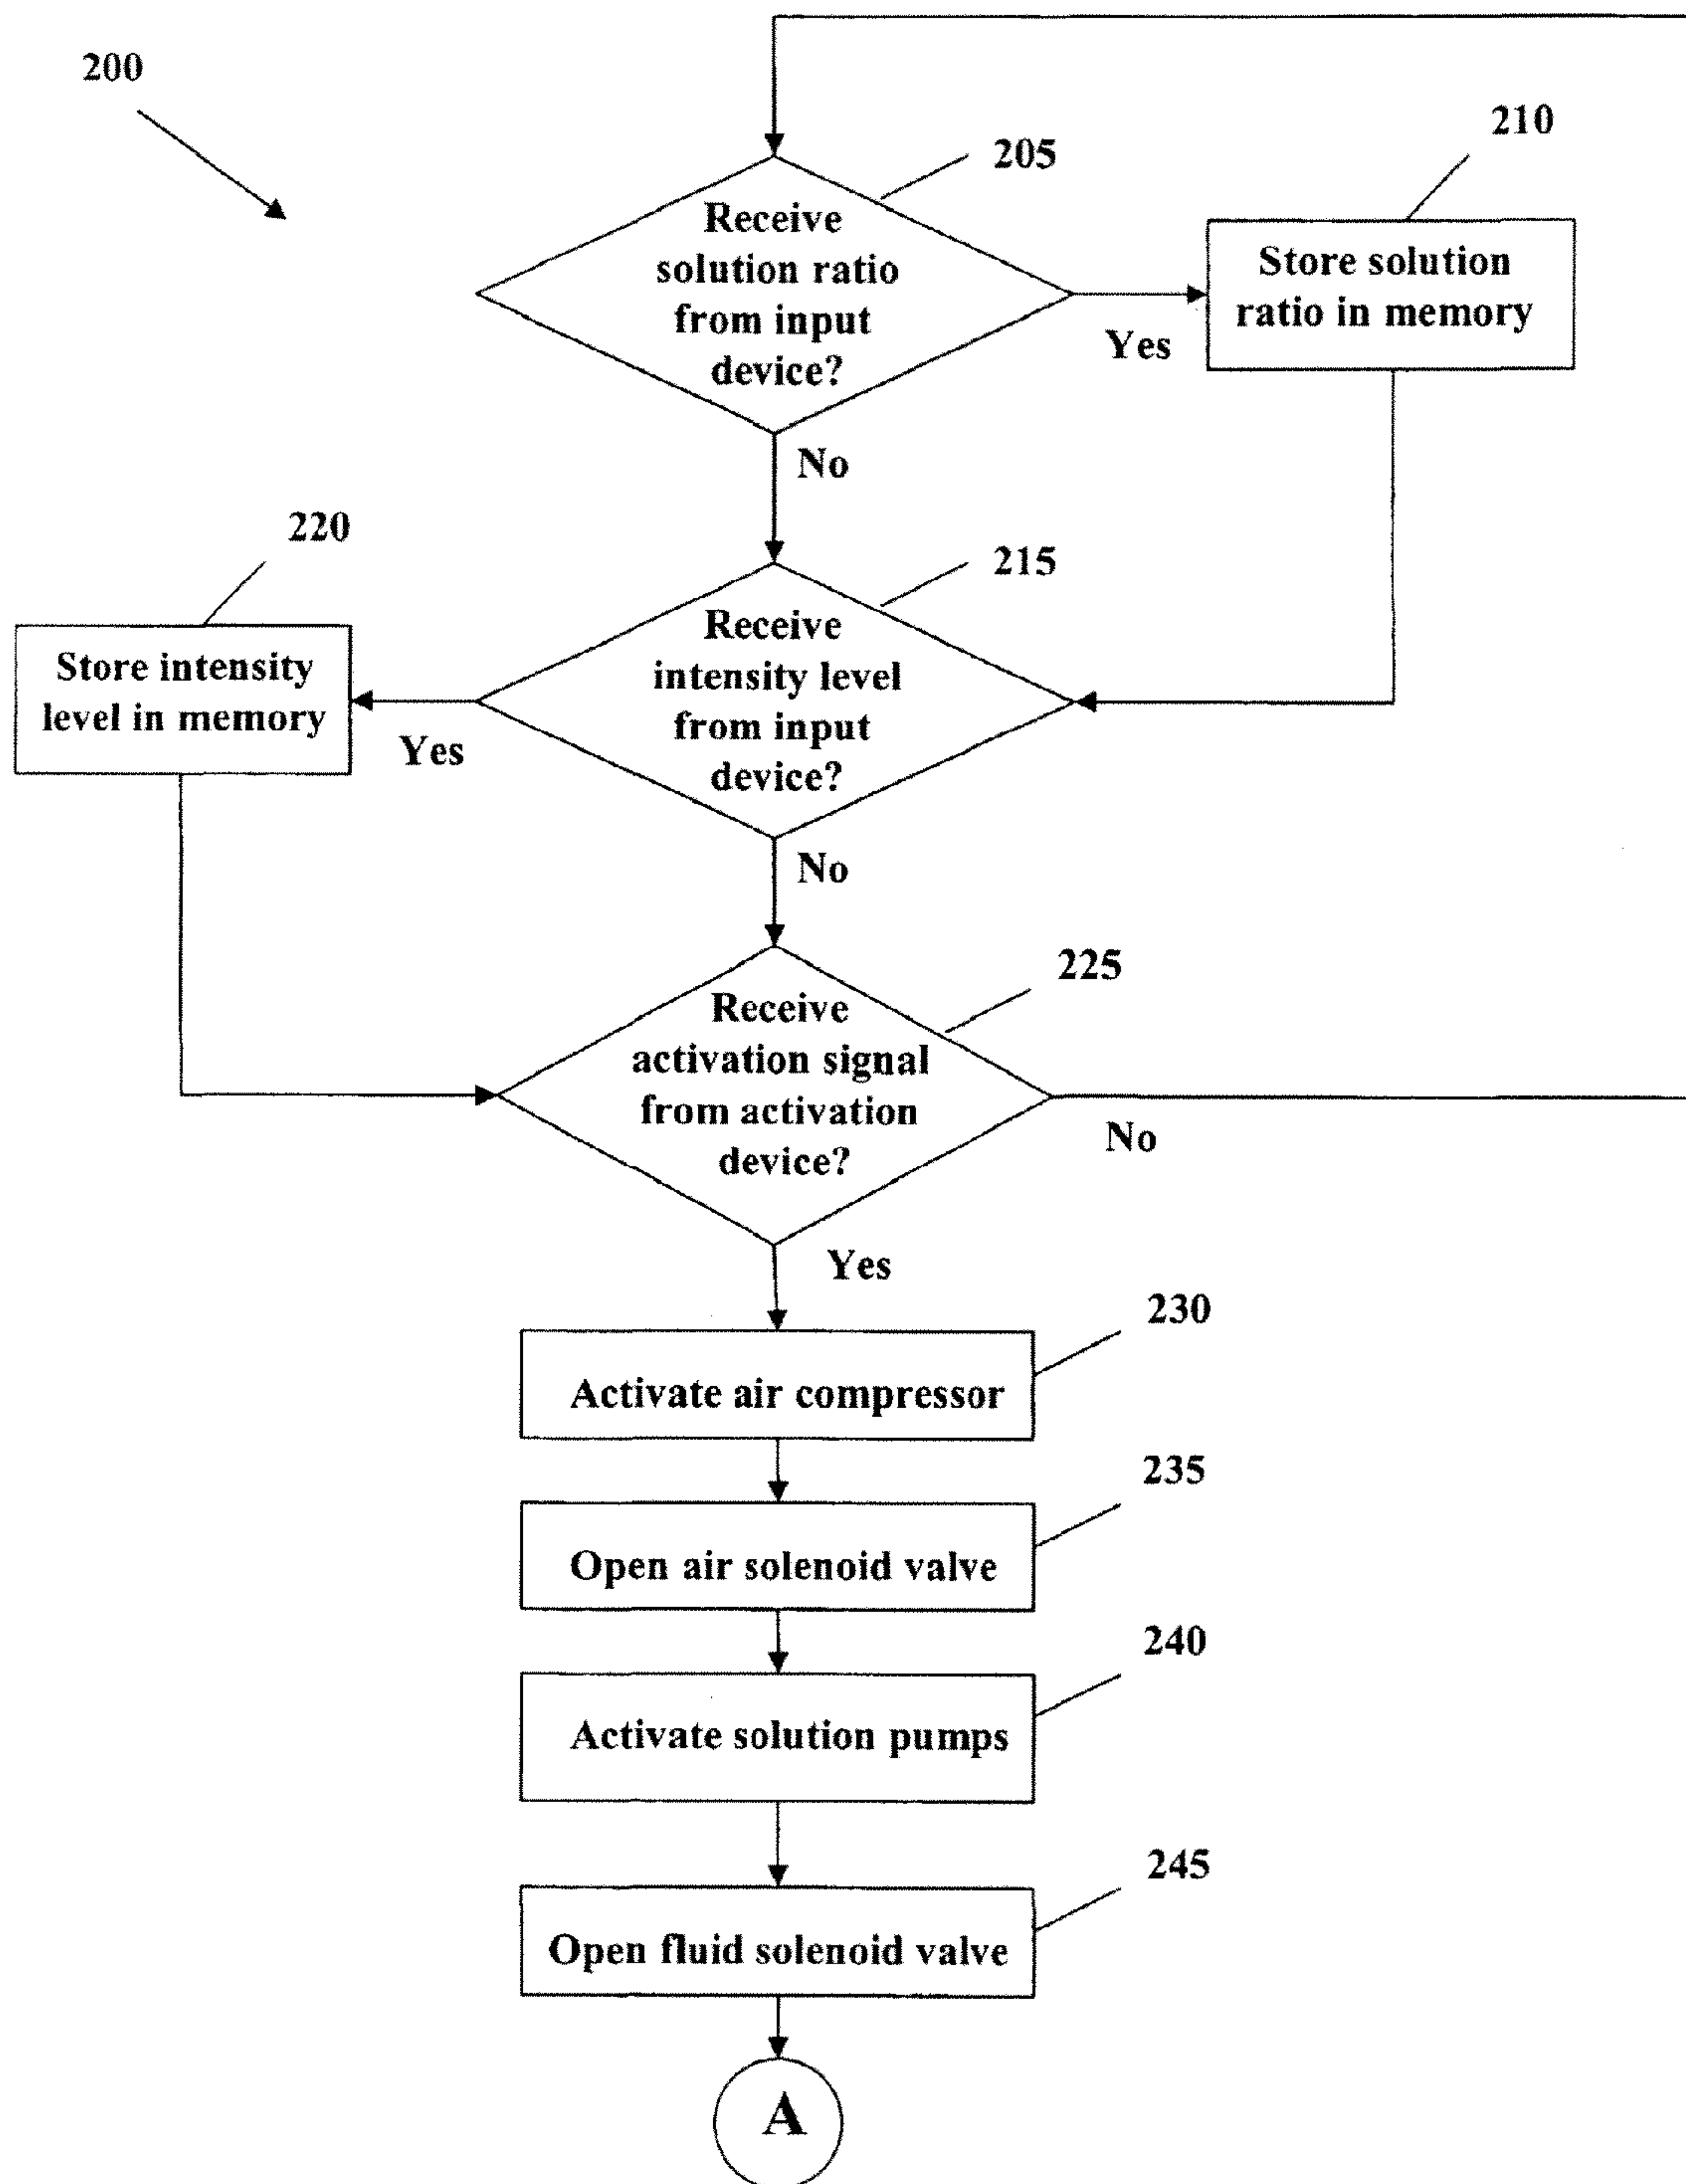 200
205
210
Receive
solution ratio
from input
device?
Store solution
ratio in memory
Yes
No
220
215
Store intensity
level in memory
Receive
intensity level
from input
device?
Yes
No
225
Receive
activation signal
from activation
device?
No
Yes
230
Activate air compressor
235
Open air solenoid valve
240
Activate solution pumps
245
Open fluid solenoid valve
A